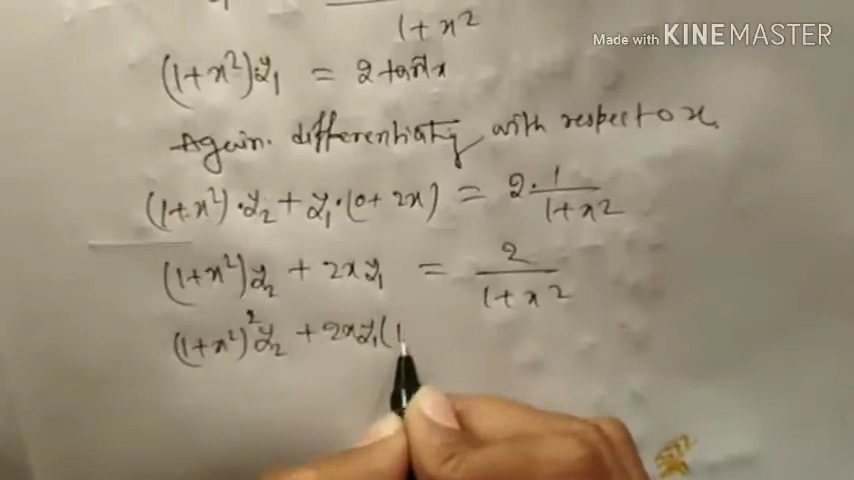 1+x²
Made with KINEMASTER
(1+x²)y₁ = 2 tan⁻¹x
Again. differentiating with respect to x.
(1+x²)·y₂ + y₁·(0+2x) = 2·1/1+x²
(1+x²)y₂ + 2xy₁ = 2/1+x²
(1+x²)²y₂ + 2xy₁(1